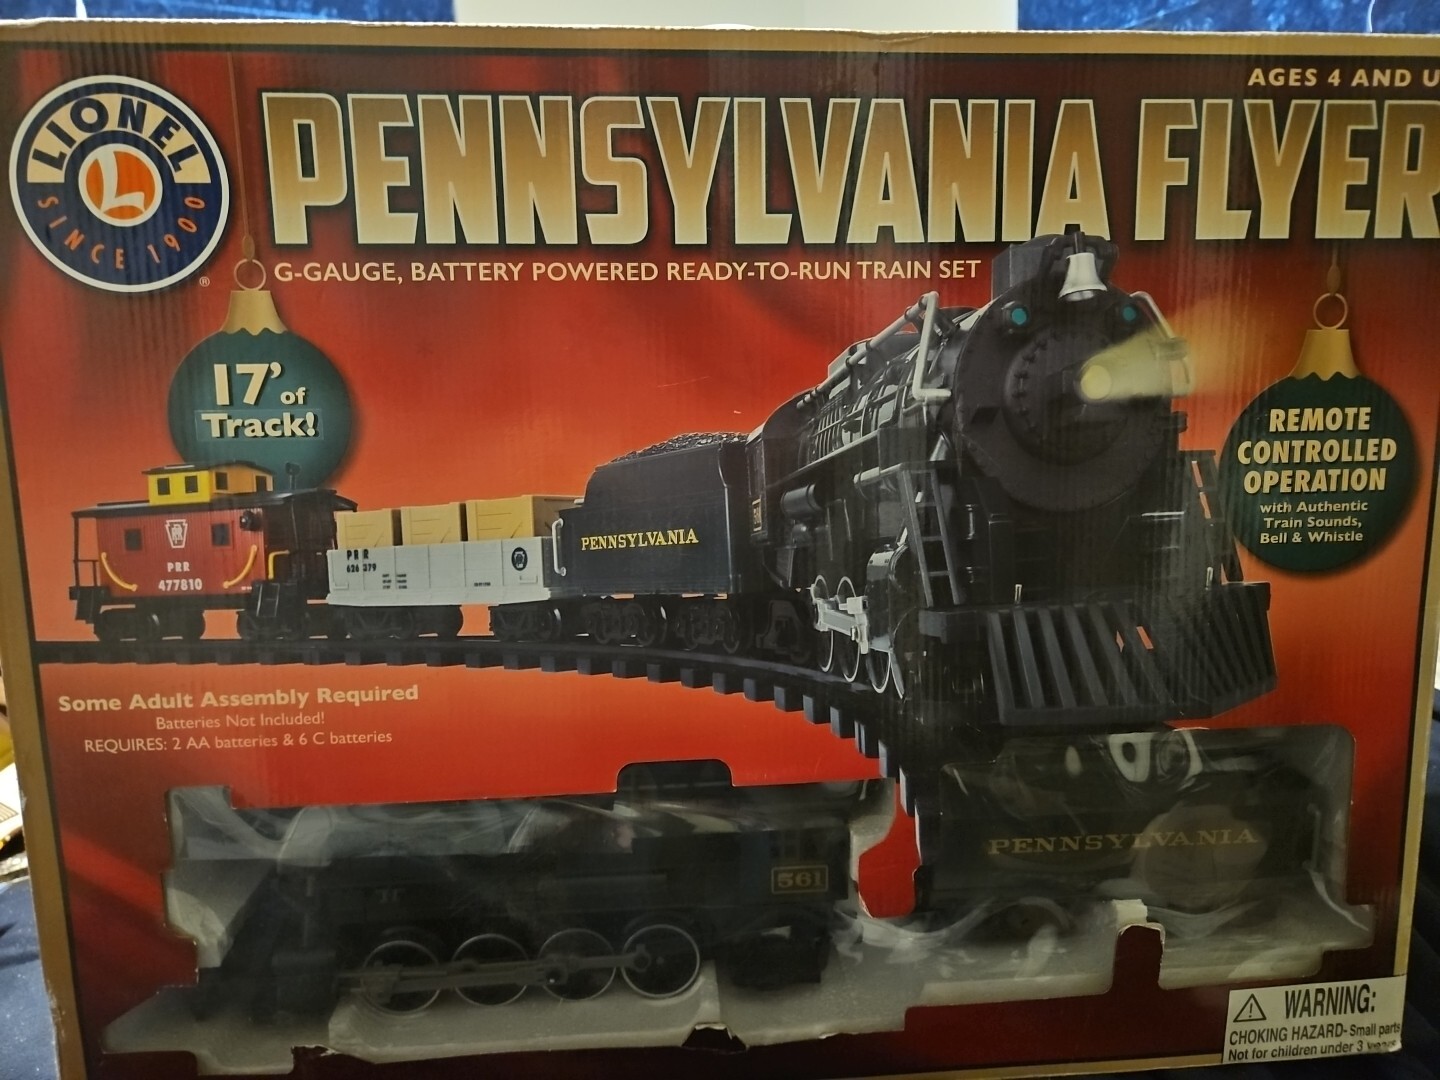 LIONEL
L
SINCE 1900
®
AGES 4 AND U
PENNSYLVANIA FLYER
G-GAUGE, BATTERY POWERED READY-TO-RUN TRAIN SET
17' of
Track!
REMOTE
CONTROLLED
OPERATION
with Authentic
Train Sounds,
Bell & Whistle
PRR
477810
PRR
626 379
PENNSYLVANIA
Some Adult Assembly Required
Batteries Not Included!
REQUIRES: 2 AA batteries & 6 C batteries
561
PENNSYLVANIA
WARNING:
CHOKING HAZARD- Small parts
Not for children under 3 years